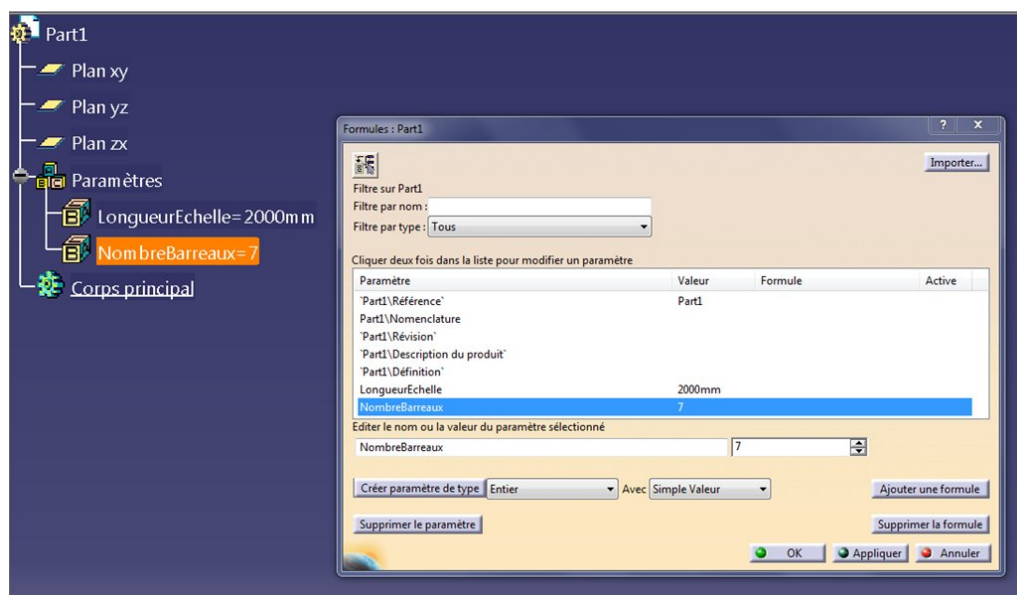 Part1
Plan xy
Plan yz
Plan zx
Paramètres
LongueurEchelle=2000mm
NombreBarreaux=7
Corps principal
Formules : Part1
? X
Importer...
Filtre sur Part1
Filtre par nom :
Filtre par type : Tous
Cliquer deux fois dans la liste pour modifier un paramètre
Paramètre Valeur Formule Active
`Part1\Référence` Part1
Part1\Nomenclature
`Part1\Révision`
`Part1\Description du produit`
`Part1\Définition`
LongueurEchelle 2000mm
NombreBarreaux 7
Editer le nom ou la valeur du paramètre sélectionné
NombreBarreaux 7
Créer paramètre de type Entier Avec Simple Valeur Ajouter une formule
Supprimer le paramètre Supprimer la formule
OK Appliquer Annuler